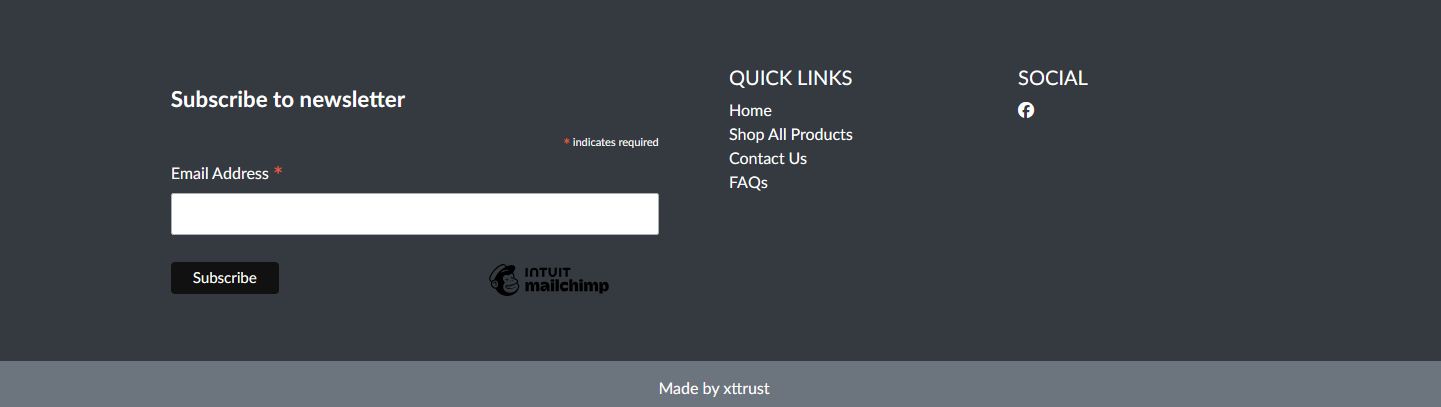 Subscribe to newsletter
* indicates required
Email Address *
Subscribe
INTUIT
mailchimp
QUICK LINKS
Home
Shop All Products
Contact Us
FAQs
SOCIAL
Made by xttrust